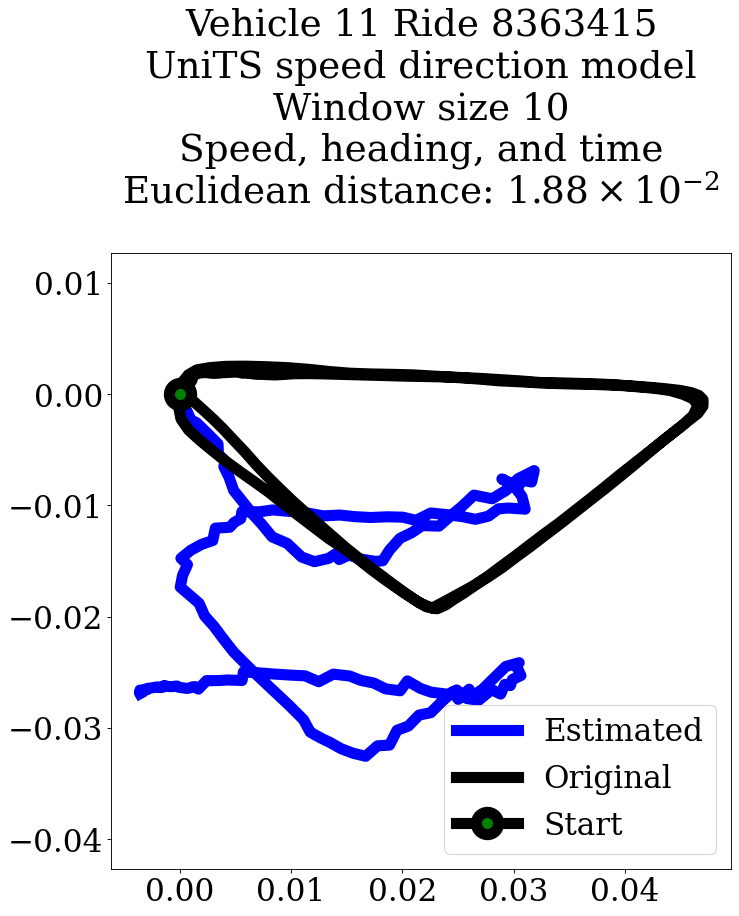 Vehicle 11 Ride 8363415
UniTS speed direction model
Window size 10
Speed, heading, and time
Euclidean distance: 1.88 × 10⁻²
0.01
0.00
−0.01
−0.02
−0.03
−0.04
Estimated
Original
Start
0.00 0.01 0.02 0.03 0.04